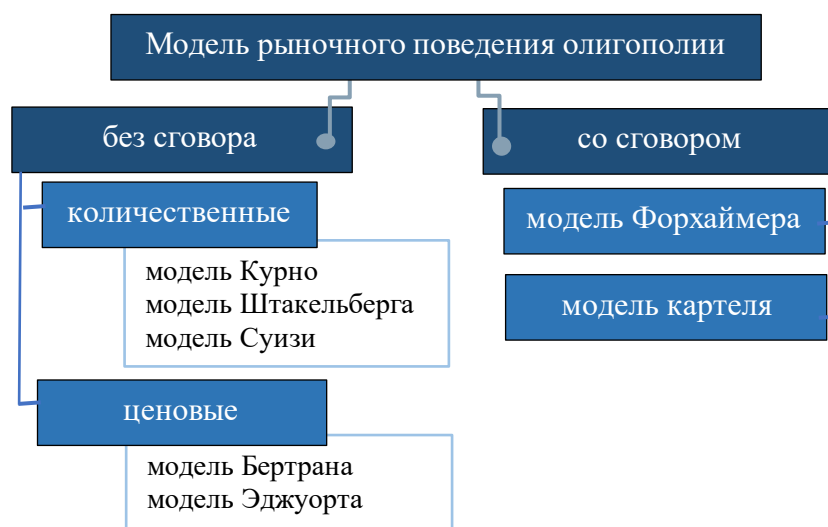 Модель рыночного поведения олигополии
без сговора
количественные
модель Курно
модель Штакельберга
модель Суизи
ценовые
модель Бертрана
модель Эджуорта
со сговором
модель Форхаймера
модель картеля